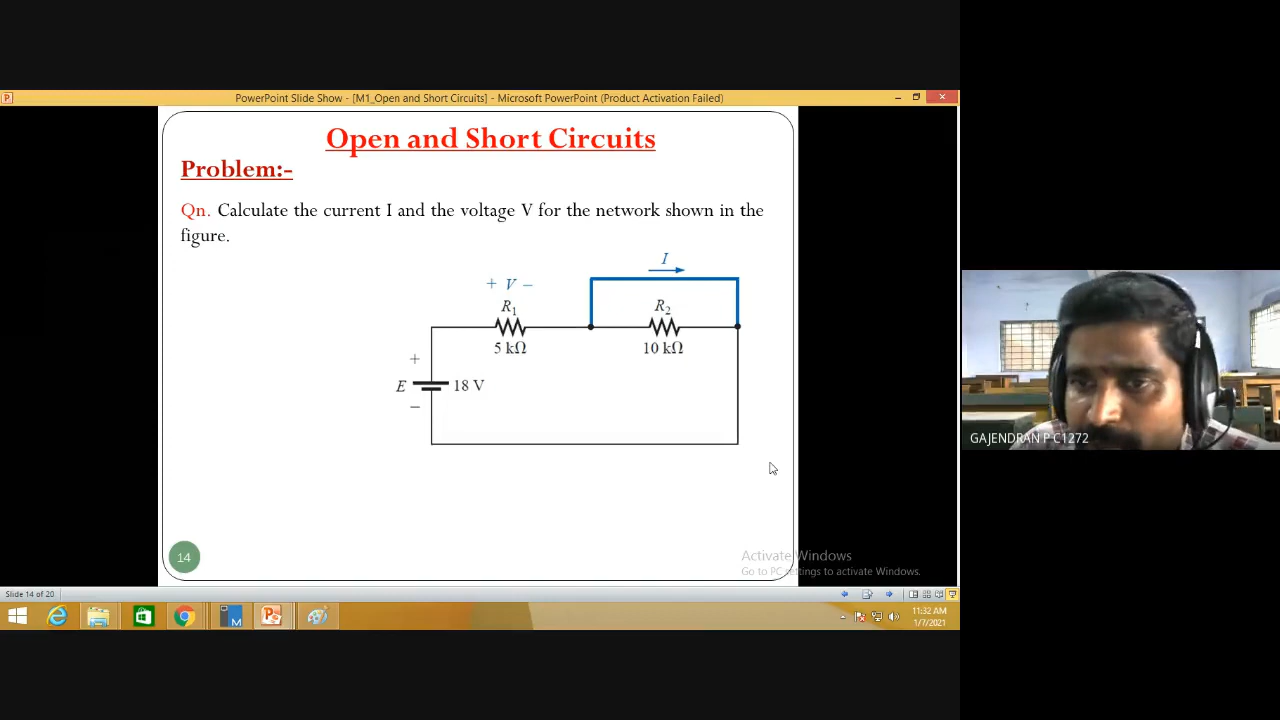 PowerPoint Slide Show - [M1_Open and Short Circuits] - Microsoft PowerPoint (Product Activation Failed)
Open and Short Circuits
Problem:-
Qn. Calculate the current I and the voltage V for the network shown in the
figure.
I
+ V −
R1
R2
5 kΩ
10 kΩ
+
E
18 V
−
GAJENDRAN P C1272
14
Activate Windows
Go to PC settings to activate Windows.
Slide 14 of 20
M
11:32 AM
1/7/2021